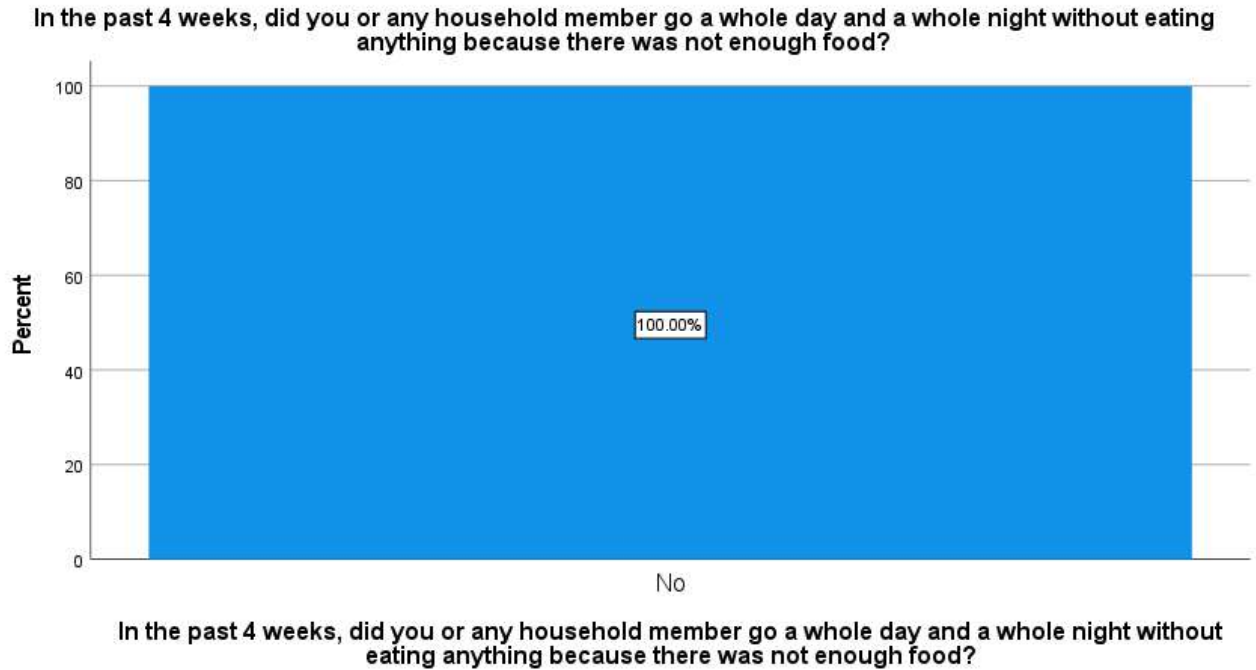 In the past 4 weeks, did you or any household member go a whole day and a whole night without eating
anything because there was not enough food?
100
80
60
40
20
0
Percent
100.00%
No
In the past 4 weeks, did you or any household member go a whole day and a whole night without
eating anything because there was not enough food?